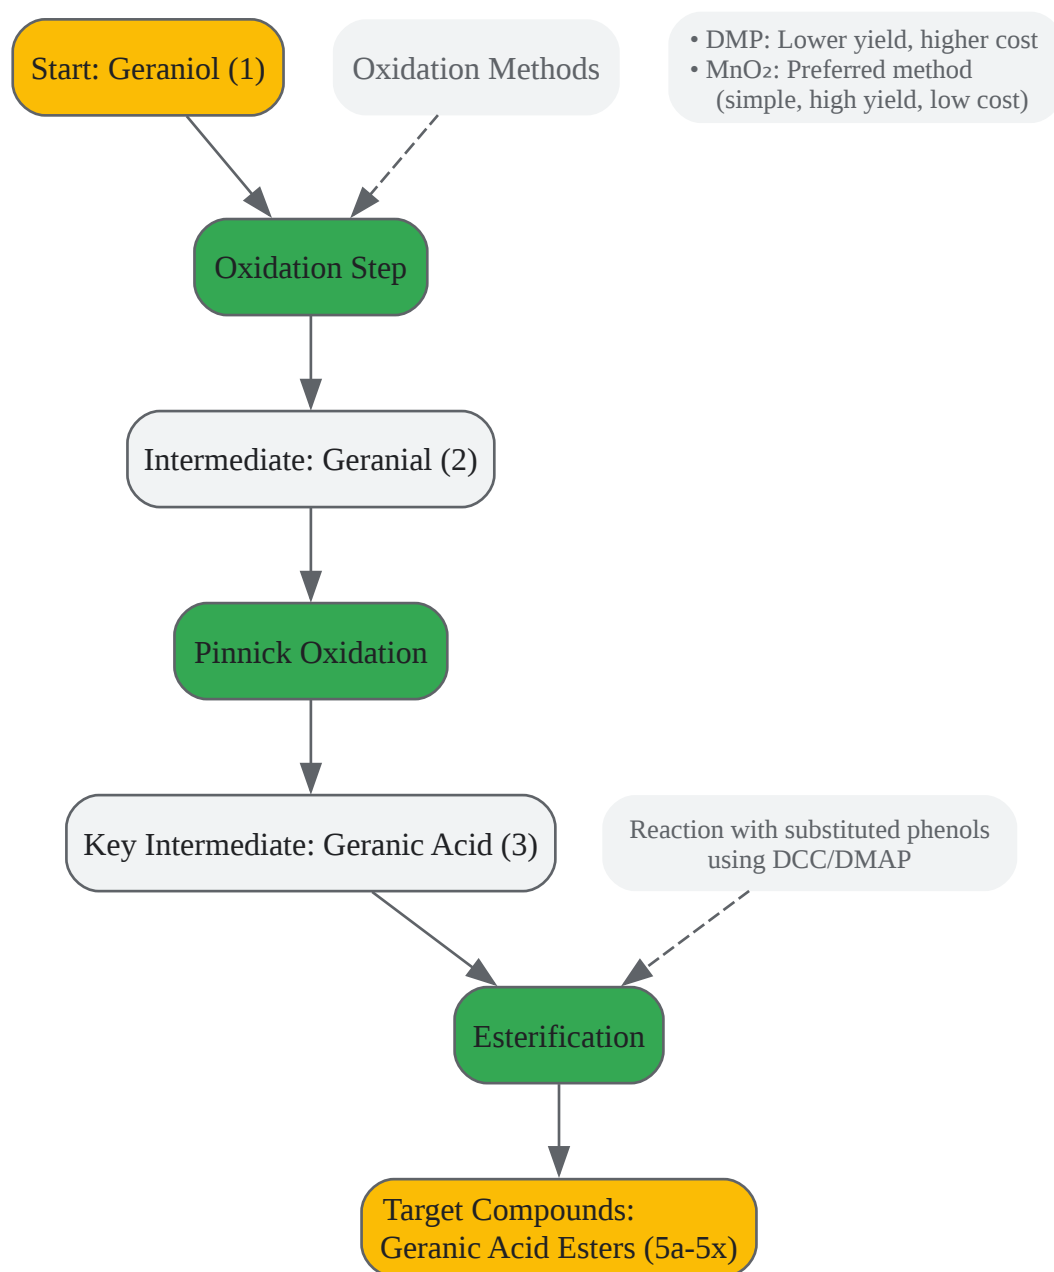 Start: Geraniol (1)
Oxidation Methods
• DMP: Lower yield, higher cost
• MnO₂: Preferred method
(simple, high yield, low cost)
Oxidation Step
Intermediate: Geranial (2)
Pinnick Oxidation
Key Intermediate: Geranic Acid (3)
Reaction with substituted phenols
using DCC/DMAP
Esterification
Target Compounds:
Geranic Acid Esters (5a-5x)